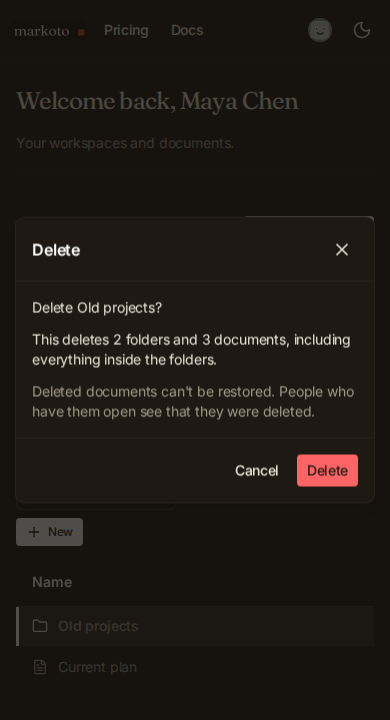 markoto Pricing Docs
Welcome back, Maya Chen
Your workspaces and documents.
Delete
Delete Old projects?
This deletes 2 folders and 3 documents, including
everything inside the folders.
Deleted documents can't be restored. People who
have them open see that they were deleted.
Cancel Delete
New
Name
Old projects
Current plan